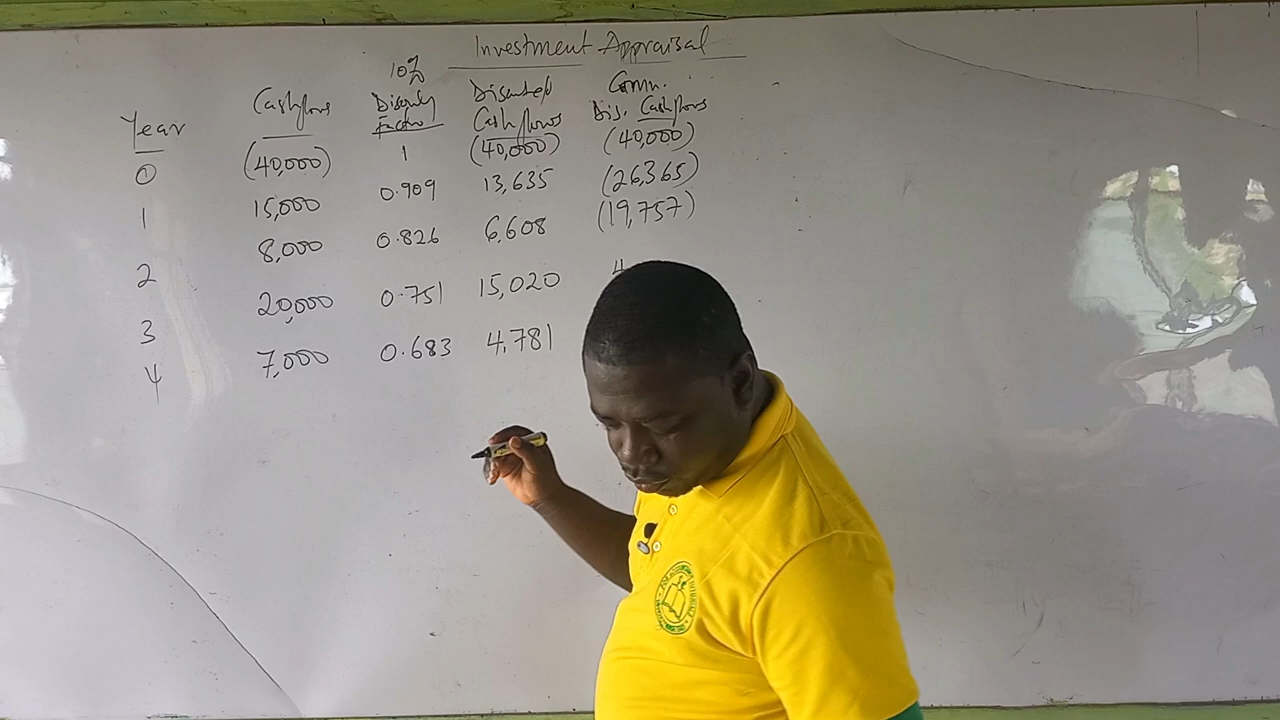 Investment Appraisal
Year Cashflows 10% Discounting Factor Discounted Cashflows Comm. Dis. Cashflows
0 (40,000) 1 (40,000) (40,000)
1 15,000 0.909 13,635 (26,365)
2 8,000 0.826 6,608 (19,757)
3 20,000 0.751 15,020
4 7,000 0.683 4,781